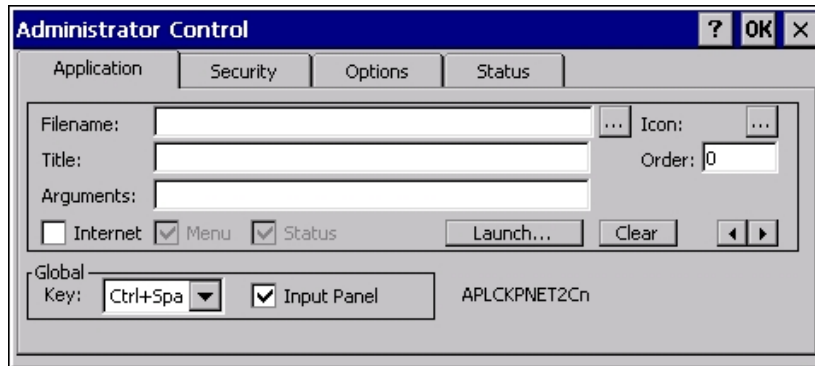 Administrator Control ? OK ×
Application Security Options Status
Filename: ... Icon: ...
Title: Order: 0
Arguments:
Internet Menu Status Launch... Clear
Global
Key: Ctrl+Spa Input Panel APLCKPNET2Cn